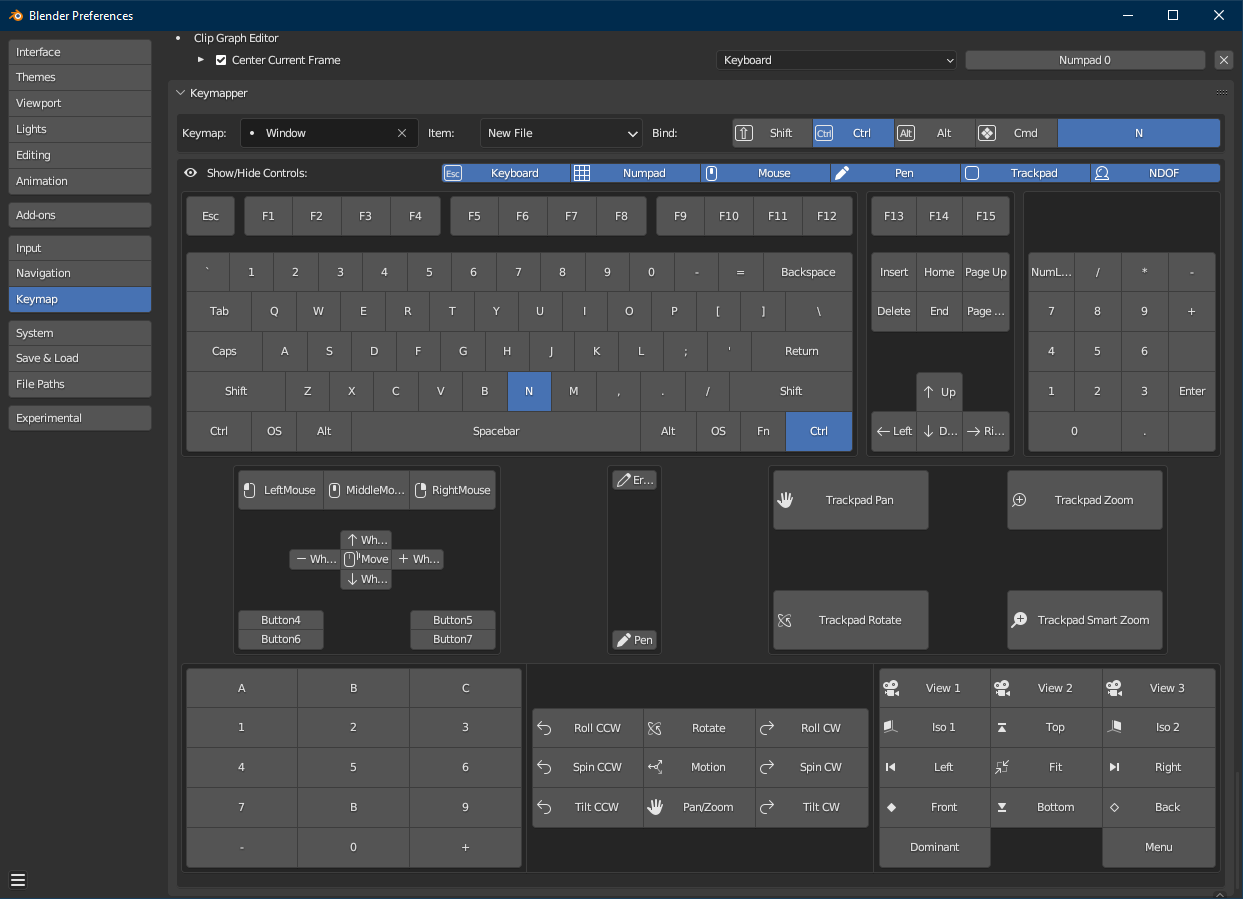 Blender Preferences
Interface
Themes
Viewport
Lights
Editing
Animation
Add-ons
Input
Navigation
Keymap
System
Save & Load
File Paths
Experimental
Clip Graph Editor
Center Current Frame Keyboard Numpad 0
Keymapper
Keymap: Window Item: New File Bind: Shift Ctrl Ctrl Alt Alt Cmd N
Show/Hide Controls: Esc Keyboard Numpad Mouse Pen Trackpad NDOF
Esc F1 F2 F3 F4 F5 F6 F7 F8 F9 F10 F11 F12 F13 F14 F15
` 1 2 3 4 5 6 7 8 9 0 - = Backspace Insert Home Page Up NumL... / * -
Tab Q W E R T Y U I O P [ ] \ Delete End Page ... 7 8 9 +
Caps A S D F G H J K L ; ' Return 4 5 6
Shift Z X C V B N M , . / Shift ↑ Up 1 2 3 Enter
Ctrl OS Alt Spacebar Alt OS Fn Ctrl ← Left ↓ D... → Ri... 0 .
LeftMouse MiddleMo... RightMouse Er... Trackpad Pan Trackpad Zoom
↑ Wh...
− Wh... Move + Wh...
↓ Wh...
Button4 Button5 Trackpad Rotate Trackpad Smart Zoom
Button6 Button7 Pen
A B C View 1 View 2 View 3
1 2 3 Roll CCW Rotate Roll CW Iso 1 Top Iso 2
4 5 6 Spin CCW Motion Spin CW Left Fit Right
7 B 9 Tilt CCW Pan/Zoom Tilt CW Front Bottom Back
- 0 + Dominant Menu